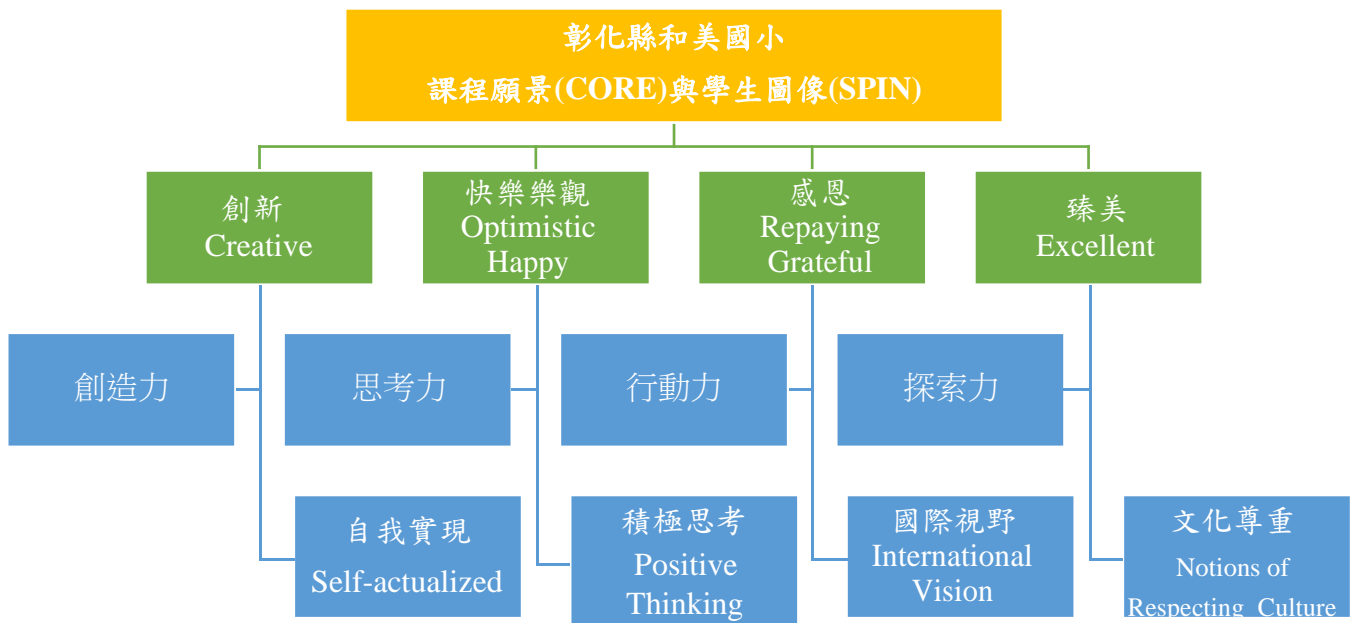 彰化縣和美國小
課程願景(CORE)與學生圖像(SPIN)
創新
Creative
快樂樂觀
Optimistic
Happy
感恩
Repaying
Grateful
臻美
Excellent
創造力
思考力
行動力
探索力
自我實現
Self-actualized
積極思考
Positive
Thinking
國際視野
International
Vision
文化尊重
Notions of
Respecting Culture